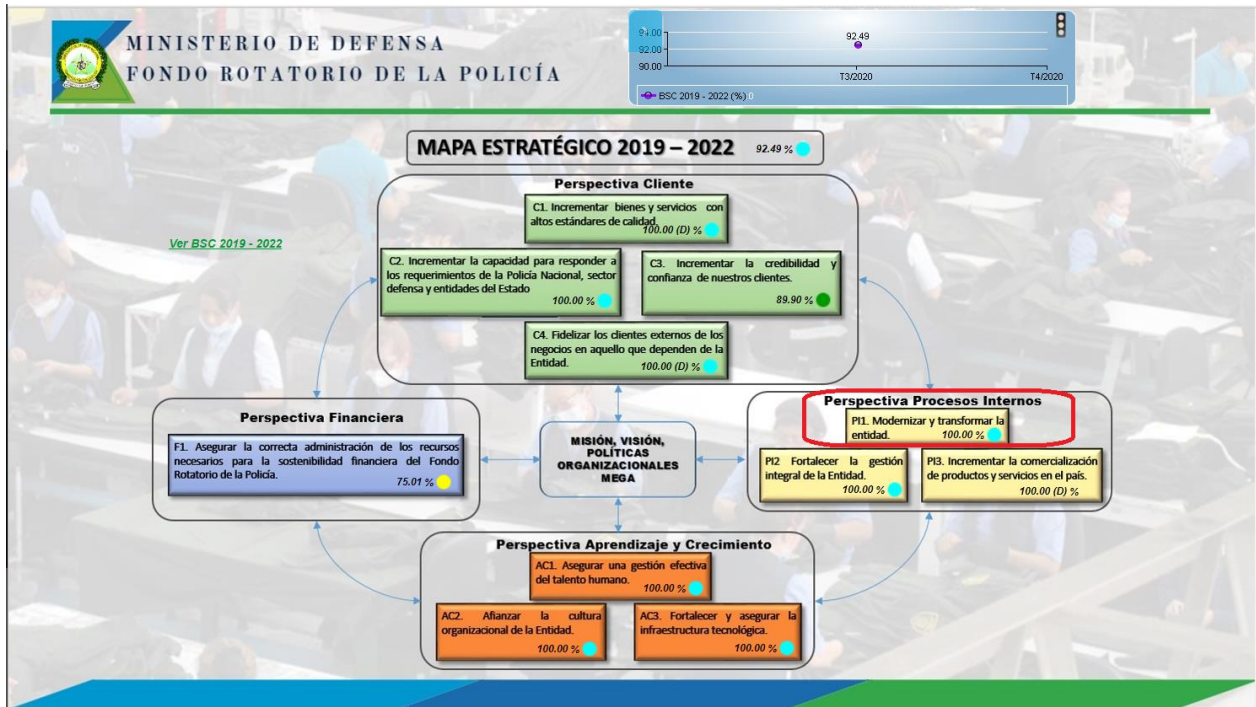 MINISTERIO DE DEFENSA
FONDO ROTATORIO DE LA POLICÍA
94.00
92.00
90.00
92.49
T3/2020
T4/2020
BSC 2019 - 2022 (%) 0
MAPA ESTRATÉGICO 2019 – 2022 92.49 %
Perspectiva Cliente
C1. Incrementar bienes y servicios con
altos estándares de calidad.
100.00 (D) %
Ver BSC 2019 - 2022
C2. Incrementar la capacidad para responder a
los requerimientos de la Policía Nacional, sector
defensa y entidades del Estado
100.00 %
C3. Incrementar la credibilidad y
confianza de nuestros clientes.
89.90 %
C4. Fidelizar los clientes externos de los
negocios en aquello que dependen de la
Entidad.
100.00 (D) %
Perspectiva Financiera
F1. Asegurar la correcta administración de los recursos
necesarios para la sostenibilidad financiera del Fondo
Rotatorio de la Policía.
75.01 %
MISIÓN, VISIÓN,
POLÍTICAS
ORGANIZACIONALES
MEGA
Perspectiva Procesos Internos
PI1. Modernizar y transformar la
entidad.
100.00 %
PI2 Fortalecer la gestión
integral de la Entidad.
100.00 %
PI3. Incrementar la comercialización
de productos y servicios en el país.
100.00 (D) %
Perspectiva Aprendizaje y Crecimiento
AC1. Asegurar una gestión efectiva
del talento humano.
100.00 %
AC2. Afianzar la cultura
organizacional de la Entidad.
100.00 %
AC3. Fortalecer y asegurar la
infraestructura tecnológica.
100.00 %